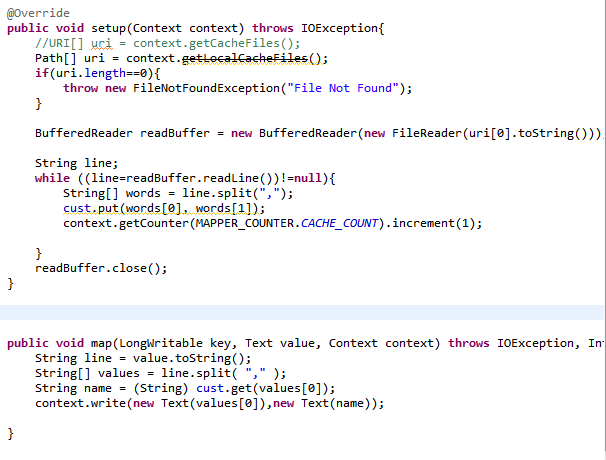 @Override
public void setup(Context context) throws IOException{
//URI[] uri = context.getCacheFiles();
Path[] uri = context.getLocalCacheFiles();
if(uri.length==0){
throw new FileNotFoundException("File Not Found");
}
BufferedReader readBuffer = new BufferedReader(new FileReader(uri[0].toString()))
String line;
while ((line=readBuffer.readLine())!=null){
String[] words = line.split(",");
cust.put(words[0], words[1]);
context.getCounter(MAPPER_COUNTER.CACHE_COUNT).increment(1);
}
readBuffer.close();
}
public void map(LongWritable key, Text value, Context context) throws IOException, Int
String line = value.toString();
String[] values = line.split( "," );
String name = (String) cust.get(values[0]);
context.write(new Text(values[0]),new Text(name));
}